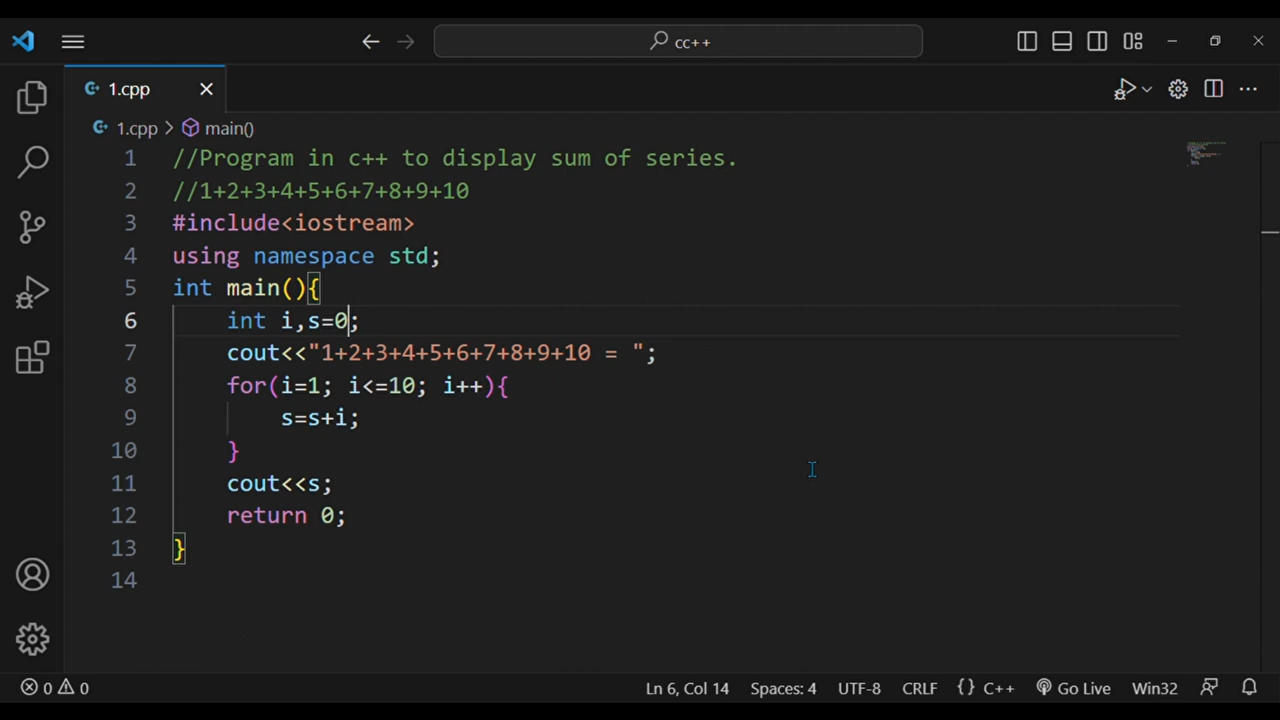 cc++
1.cpp
1.cpp > main()
1 //Program in c++ to display sum of series.
2 //1+2+3+4+5+6+7+8+9+10
3 #include<iostream>
4 using namespace std;
5 int main(){
6 int i,s=0;
7 cout<<"1+2+3+4+5+6+7+8+9+10 = ";
8 for(i=1; i<=10; i++){
9 s=s+i;
10 }
11 cout<<s;
12 return 0;
13 }
14
0 0 Ln 6, Col 14 Spaces: 4 UTF-8 CRLF {} C++ Go Live Win32